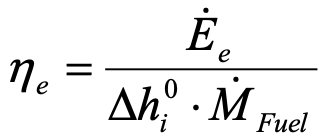 η_e = Ė_e / (Δh_i^0 · Ṁ_Fuel)